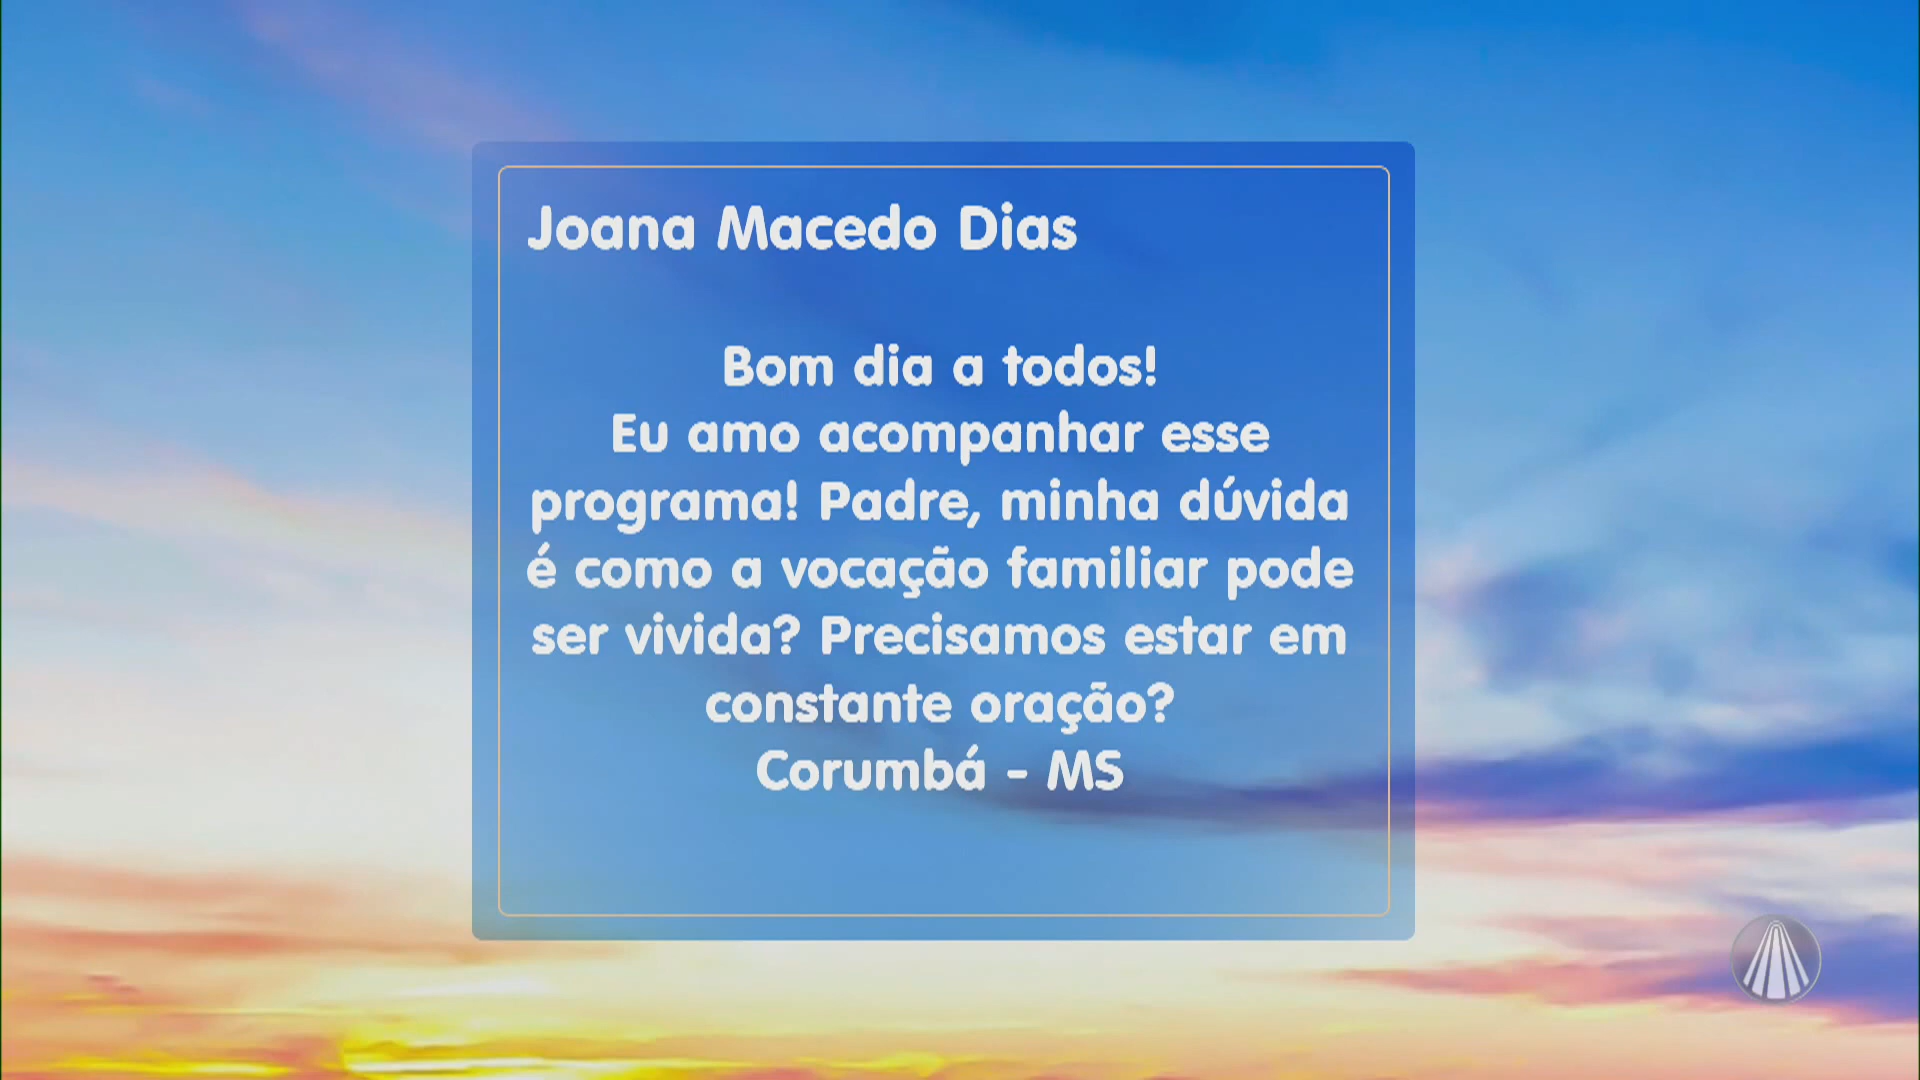 Joana Macedo Dias
Bom dia a todos!
Eu amo acompanhar esse
programa! Padre, minha dúvida
é como a vocação familiar pode
ser vivida? Precisamos estar em
constante oração?
Corumbá - MS